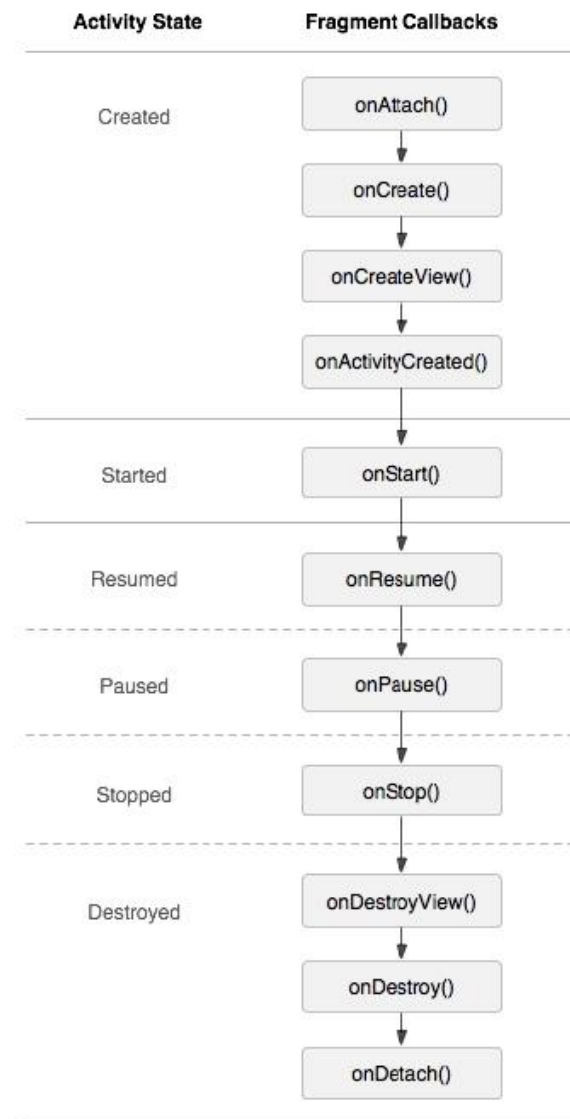 Activity State Fragment Callbacks
Created
onAttach()
onCreate()
onCreateView()
onActivityCreated()
Started
onStart()
Resumed
onResume()
Paused
onPause()
Stopped
onStop()
Destroyed
onDestroyView()
onDestroy()
onDetach()